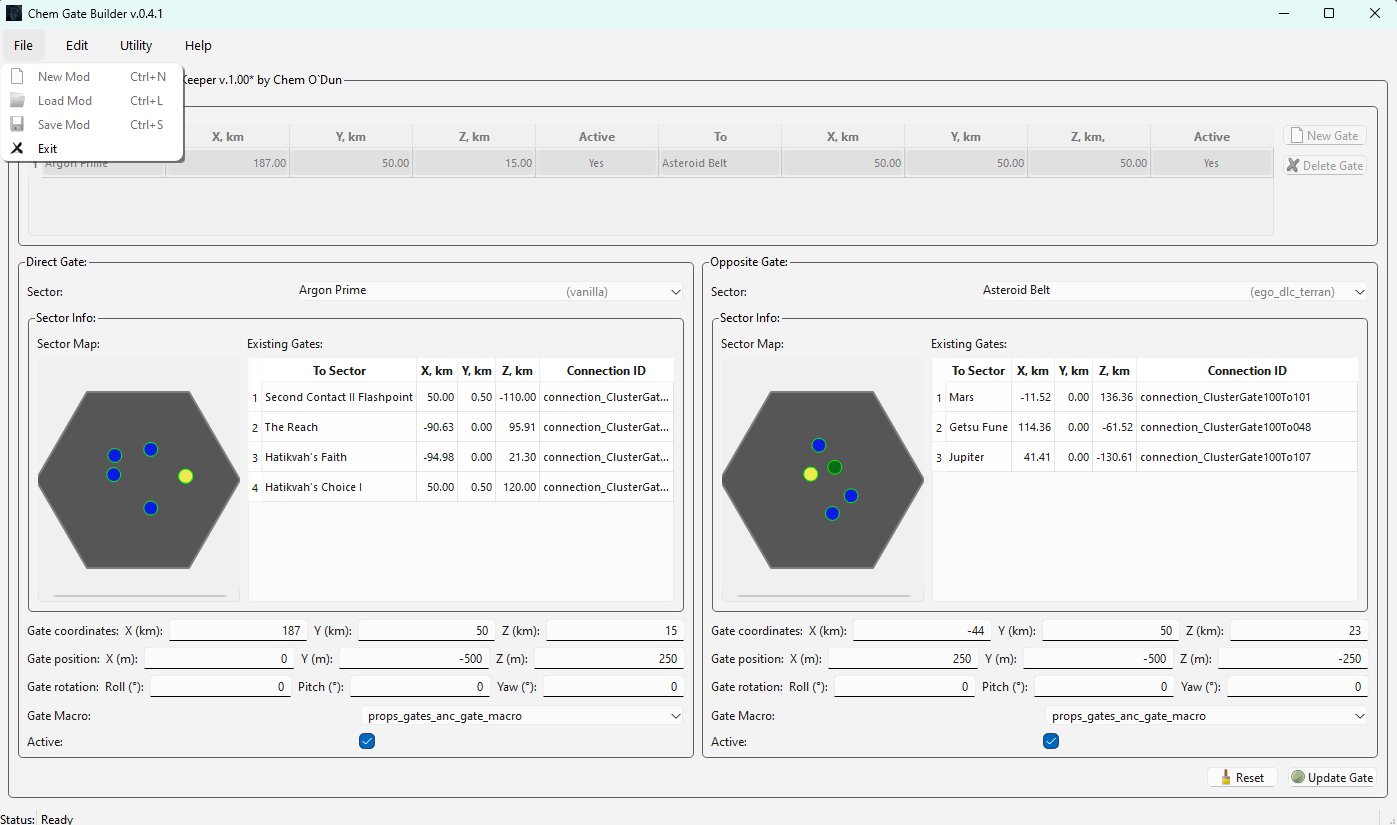 Chem Gate Builder v.0.4.1
File Edit Utility Help
New Mod Ctrl+N
Load Mod Ctrl+L
Save Mod Ctrl+S
Exit
Keeper v.1.00* by Chem O`Dun
X, km Y, km Z, km Active To X, km Y, km Z, km, Active
1 Argon Prime 187.00 50.00 15.00 Yes Asteroid Belt 50.00 50.00 50.00 Yes
New Gate
Delete Gate
Direct Gate:
Sector: Argon Prime (vanilla)
Sector Info:
Sector Map: Existing Gates:
To Sector X, km Y, km Z, km Connection ID
1 Second Contact II Flashpoint 50.00 0.50 -110.00 connection_ClusterGat...
2 The Reach -90.63 0.00 95.91 connection_ClusterGat...
3 Hatikvah's Faith -94.98 0.00 21.30 connection_ClusterGat...
4 Hatikvah's Choice I 50.00 0.50 120.00 connection_ClusterGat...
Gate coordinates: X (km): 187 Y (km): 50 Z (km): 15
Gate position: X (m): 0 Y (m): -500 Z (m): 250
Gate rotation: Roll (°): 0 Pitch (°): 0 Yaw (°): 0
Gate Macro: props_gates_anc_gate_macro
Active:
Opposite Gate:
Sector: Asteroid Belt (ego_dlc_terran)
Sector Info:
Sector Map: Existing Gates:
To Sector X, km Y, km Z, km Connection ID
1 Mars -11.52 0.00 136.36 connection_ClusterGate100To101
2 Getsu Fune 114.36 0.00 -61.52 connection_ClusterGate100To048
3 Jupiter 41.41 0.00 -130.61 connection_ClusterGate100To107
Gate coordinates: X (km): -44 Y (km): 50 Z (km): 23
Gate position: X (m): 250 Y (m): -500 Z (m): -250
Gate rotation: Roll (°): 0 Pitch (°): 0 Yaw (°): 0
Gate Macro: props_gates_anc_gate_macro
Active:
Reset Update Gate
Status: Ready